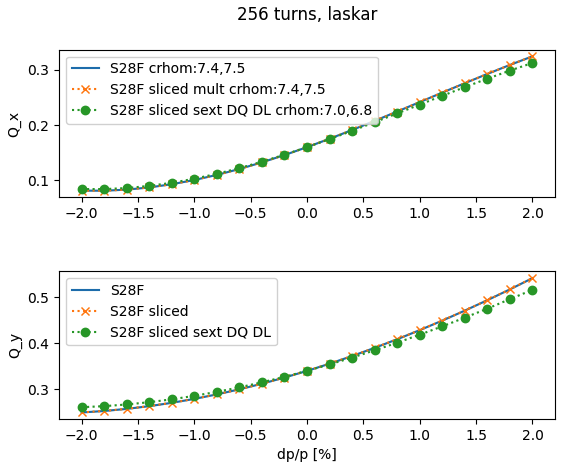 256 turns, laskar
Q_x
0.3
0.2
0.1
S28F crhom:7.4,7.5
S28F sliced mult crhom:7.4,7.5
S28F sliced sext DQ DL crhom:7.0,6.8
−2.0 −1.5 −1.0 −0.5 0.0 0.5 1.0 1.5 2.0
Q_y
0.5
0.4
0.3
S28F
S28F sliced
S28F sliced sext DQ DL
−2.0 −1.5 −1.0 −0.5 0.0 0.5 1.0 1.5 2.0
dp/p [%]